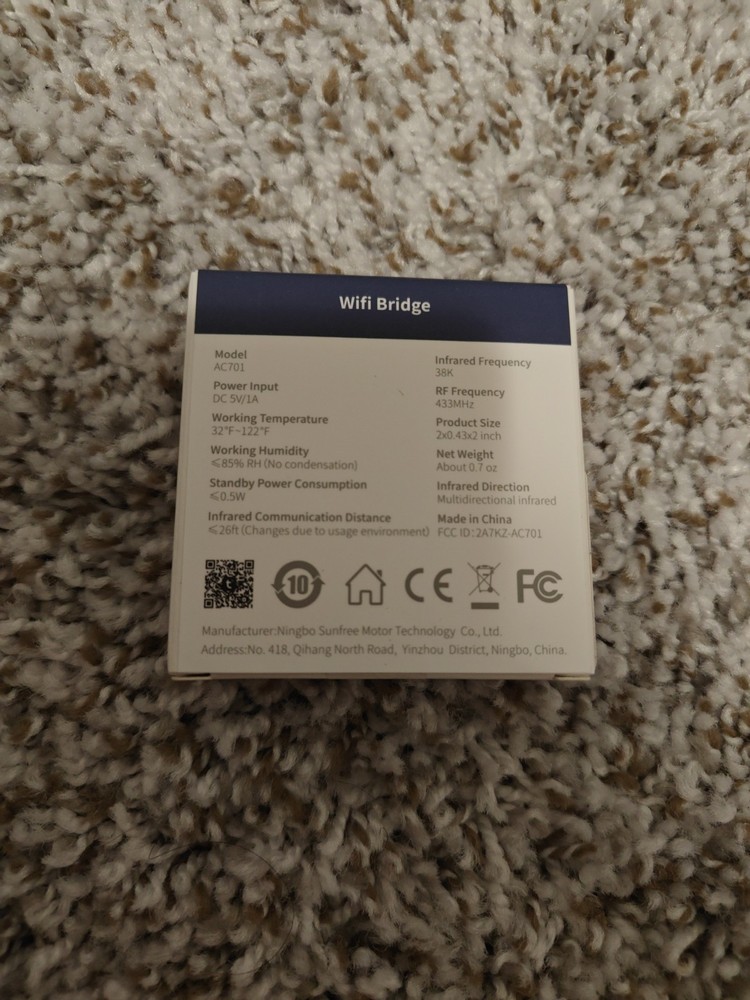 Wifi Bridge
Model
AC701
Power Input
DC 5V/1A
Working Temperature
32°F~122°F
Working Humidity
≤85% RH (No condensation)
Standby Power Consumption
≤0.5W
Infrared Communication Distance
≤26ft (Changes due to usage environment)
Infrared Frequency
38K
RF Frequency
433MHz
Product Size
2x0.43x2 inch
Net Weight
About 0.7 oz
Infrared Direction
Multidirectional infrared
Made in China
FCC ID: 2A7KZ-AC701
10
CE
FC
Manufacturer:Ningbo Sunfree Motor Technology Co., Ltd.
Address:No. 418, Qihang North Road, Yinzhou District, Ningbo, China.